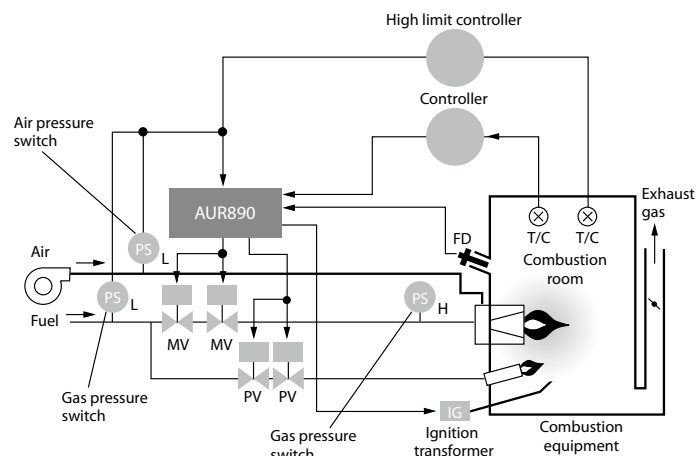 High limit controller
Controller
Air pressure
switch
AUR890
Exhaust
gas
PS
L
FD
T/C
T/C
Air
Combustion
room
PS
L
PS
H
Fuel
MV
MV
Gas pressure
switch
PV
PV
IG
Gas pressure
switch
Ignition
transformer
Combustion
equipment